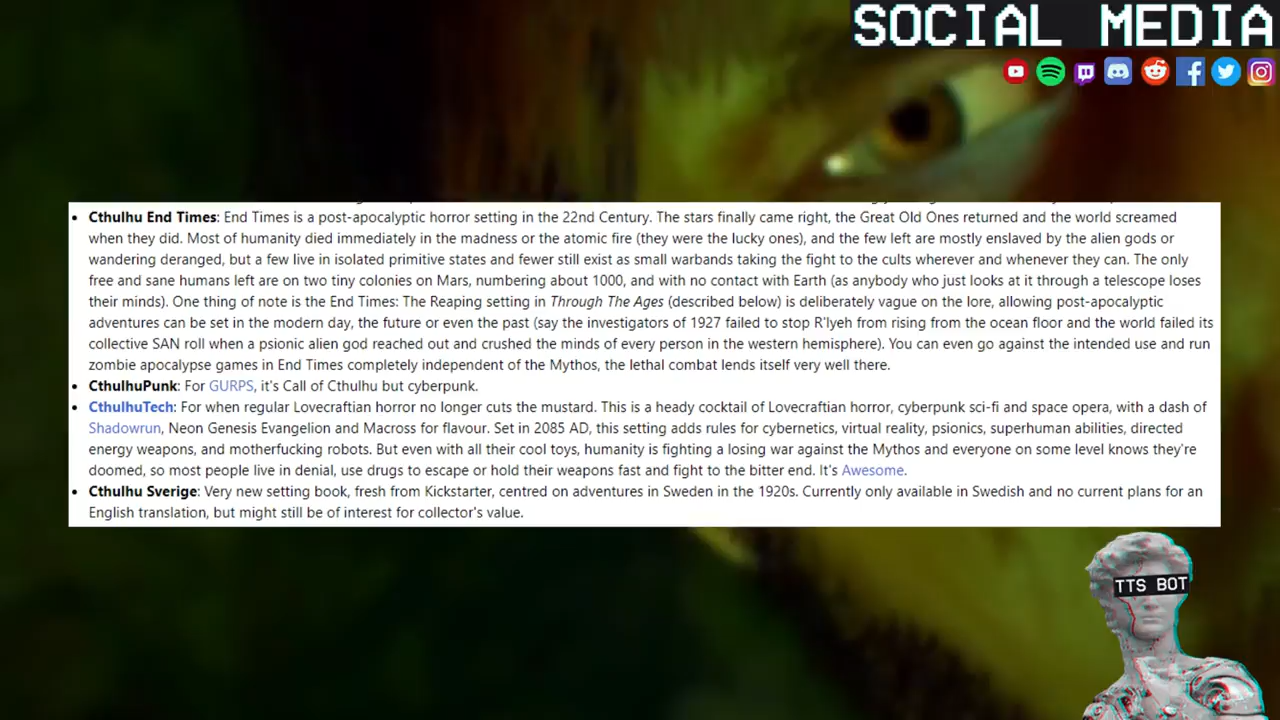 SOCIAL MEDIA
Cthulhu End Times: End Times is a post-apocalyptic horror setting in the 22nd Century. The stars finally came right, the Great Old Ones returned and the world screamed
when they did. Most of humanity died immediately in the madness or the atomic fire (they were the lucky ones), and the few left are mostly enslaved by the alien gods or
wandering deranged, but a few live in isolated primitive states and fewer still exist as small warbands taking the fight to the cults wherever and whenever they can. The only
free and sane humans left are on two tiny colonies on Mars, numbering about 1000, and with no contact with Earth (as anybody who just looks at it through a telescope loses
their minds). One thing of note is the End Times: The Reaping setting in Through The Ages (described below) is deliberately vague on the lore, allowing post-apocalyptic
adventures can be set in the modern day, the future or even the past (say the investigators of 1927 failed to stop R'lyeh from rising from the ocean floor and the world failed its
collective SAN roll when a psionic alien god reached out and crushed the minds of every person in the western hemisphere). You can even go against the intended use and run
zombie apocalypse games in End Times completely independent of the Mythos, the lethal combat lends itself very well there.
CthulhuPunk: For GURPS, it's Call of Cthulhu but cyberpunk.
CthulhuTech: For when regular Lovecraftian horror no longer cuts the mustard. This is a heady cocktail of Lovecraftian horror, cyberpunk sci-fi and space opera, with a dash of
Shadowrun, Neon Genesis Evangelion and Macross for flavour. Set in 2085 AD, this setting adds rules for cybernetics, virtual reality, psionics, superhuman abilities, directed
energy weapons, and motherfucking robots. But even with all their cool toys, humanity is fighting a losing war against the Mythos and everyone on some level knows they're
doomed, so most people live in denial, use drugs to escape or hold their weapons fast and fight to the bitter end. It's Awesome.
Cthulhu Sverige: Very new setting book, fresh from Kickstarter, centred on adventures in Sweden in the 1920s. Currently only available in Swedish and no current plans for an
English translation, but might still be of interest for collector's value.
TTS BOT